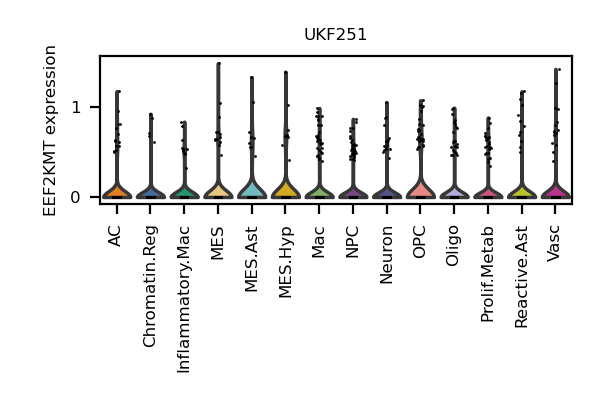 UKF251
EEF2KMT expression
1
0
AC
Chromatin.Reg
Inflammatory.Mac
MES
MES.Ast
MES.Hyp
Mac
NPC
Neuron
OPC
Oligo
Prolif.Metab
Reactive.Ast
Vasc